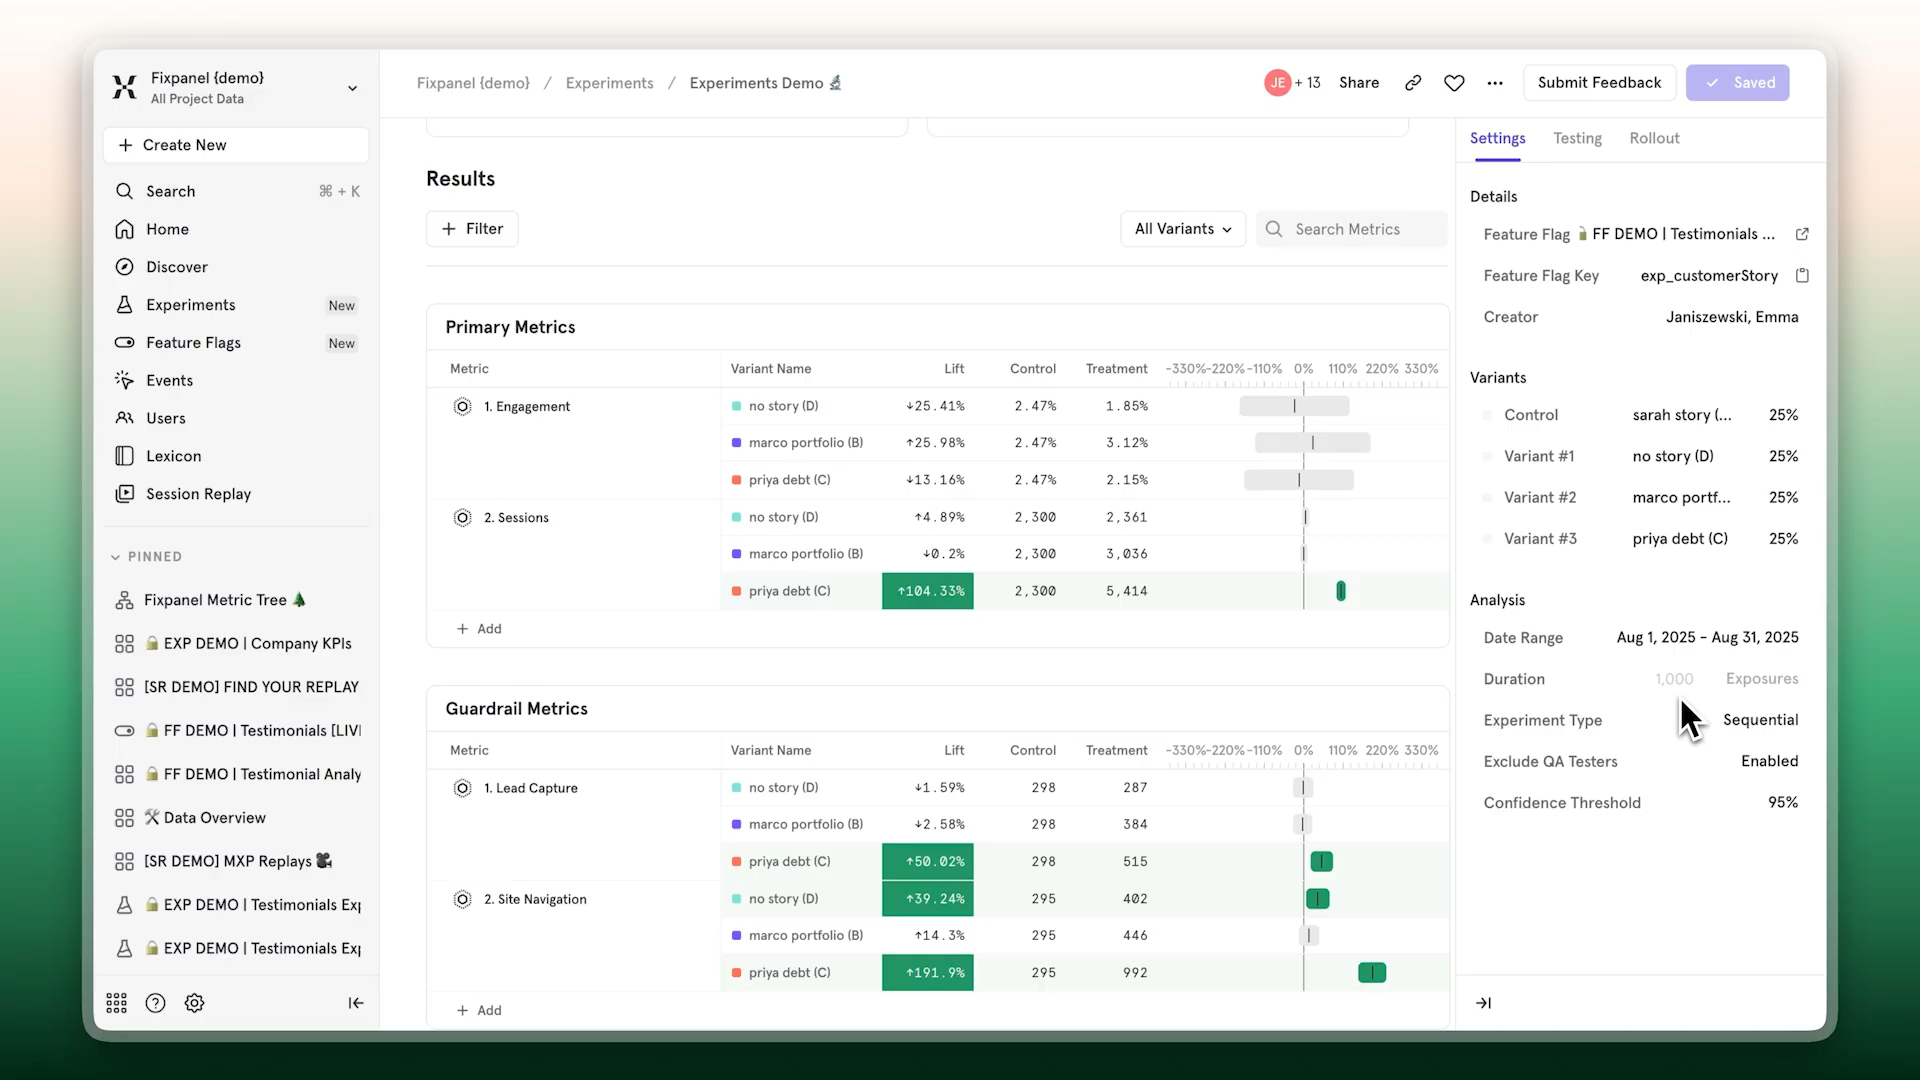 Fixpanel {demo}
All Project Data
Create New
Search ⌘ + K
Home
Discover
Experiments New
Feature Flags New
Events
Users
Lexicon
Session Replay
PINNED
Fixpanel Metric Tree 🌲
🔒 EXP DEMO | Company KPIs
[SR DEMO] FIND YOUR REPLAY
🔒 FF DEMO | Testimonials [LIVI
🔒 FF DEMO | Testimonial Analy
🛠 Data Overview
[SR DEMO] MXP Replays 🎥
🔒 EXP DEMO | Testimonials Exp
🔒 EXP DEMO | Testimonials Exp
Fixpanel {demo} / Experiments / Experiments Demo 🔬
JE + 13 Share ... Submit Feedback Saved
Results
Filter
All Variants Search Metrics
Primary Metrics
Metric Variant Name Lift Control Treatment -330% -220% -110% 0% 110% 220% 330%
1. Engagement no story (D) ↓25.41% 2.47% 1.85%
marco portfolio (B) ↑25.98% 2.47% 3.12%
priya debt (C) ↓13.16% 2.47% 2.15%
2. Sessions no story (D) ↑4.89% 2,300 2,361
marco portfolio (B) ↓0.2% 2,300 3,036
priya debt (C) ↑104.33% 2,300 5,414
+ Add
Guardrail Metrics
Metric Variant Name Lift Control Treatment -330% -220% -110% 0% 110% 220% 330%
1. Lead Capture no story (D) ↓1.59% 298 287
marco portfolio (B) ↓2.58% 298 384
priya debt (C) ↑50.02% 298 515
2. Site Navigation no story (D) ↑39.24% 295 402
marco portfolio (B) ↑14.3% 295 446
priya debt (C) ↑191.9% 295 992
+ Add
Settings Testing Rollout
Details
Feature Flag 🔒 FF DEMO | Testimonials ...
Feature Flag Key exp_customerStory
Creator Janiszewski, Emma
Variants
Control sarah story (... 25%
Variant #1 no story (D) 25%
Variant #2 marco portf... 25%
Variant #3 priya debt (C) 25%
Analysis
Date Range Aug 1, 2025 - Aug 31, 2025
Duration 1,000 Exposures
Experiment Type Sequential
Exclude QA Testers Enabled
Confidence Threshold 95%